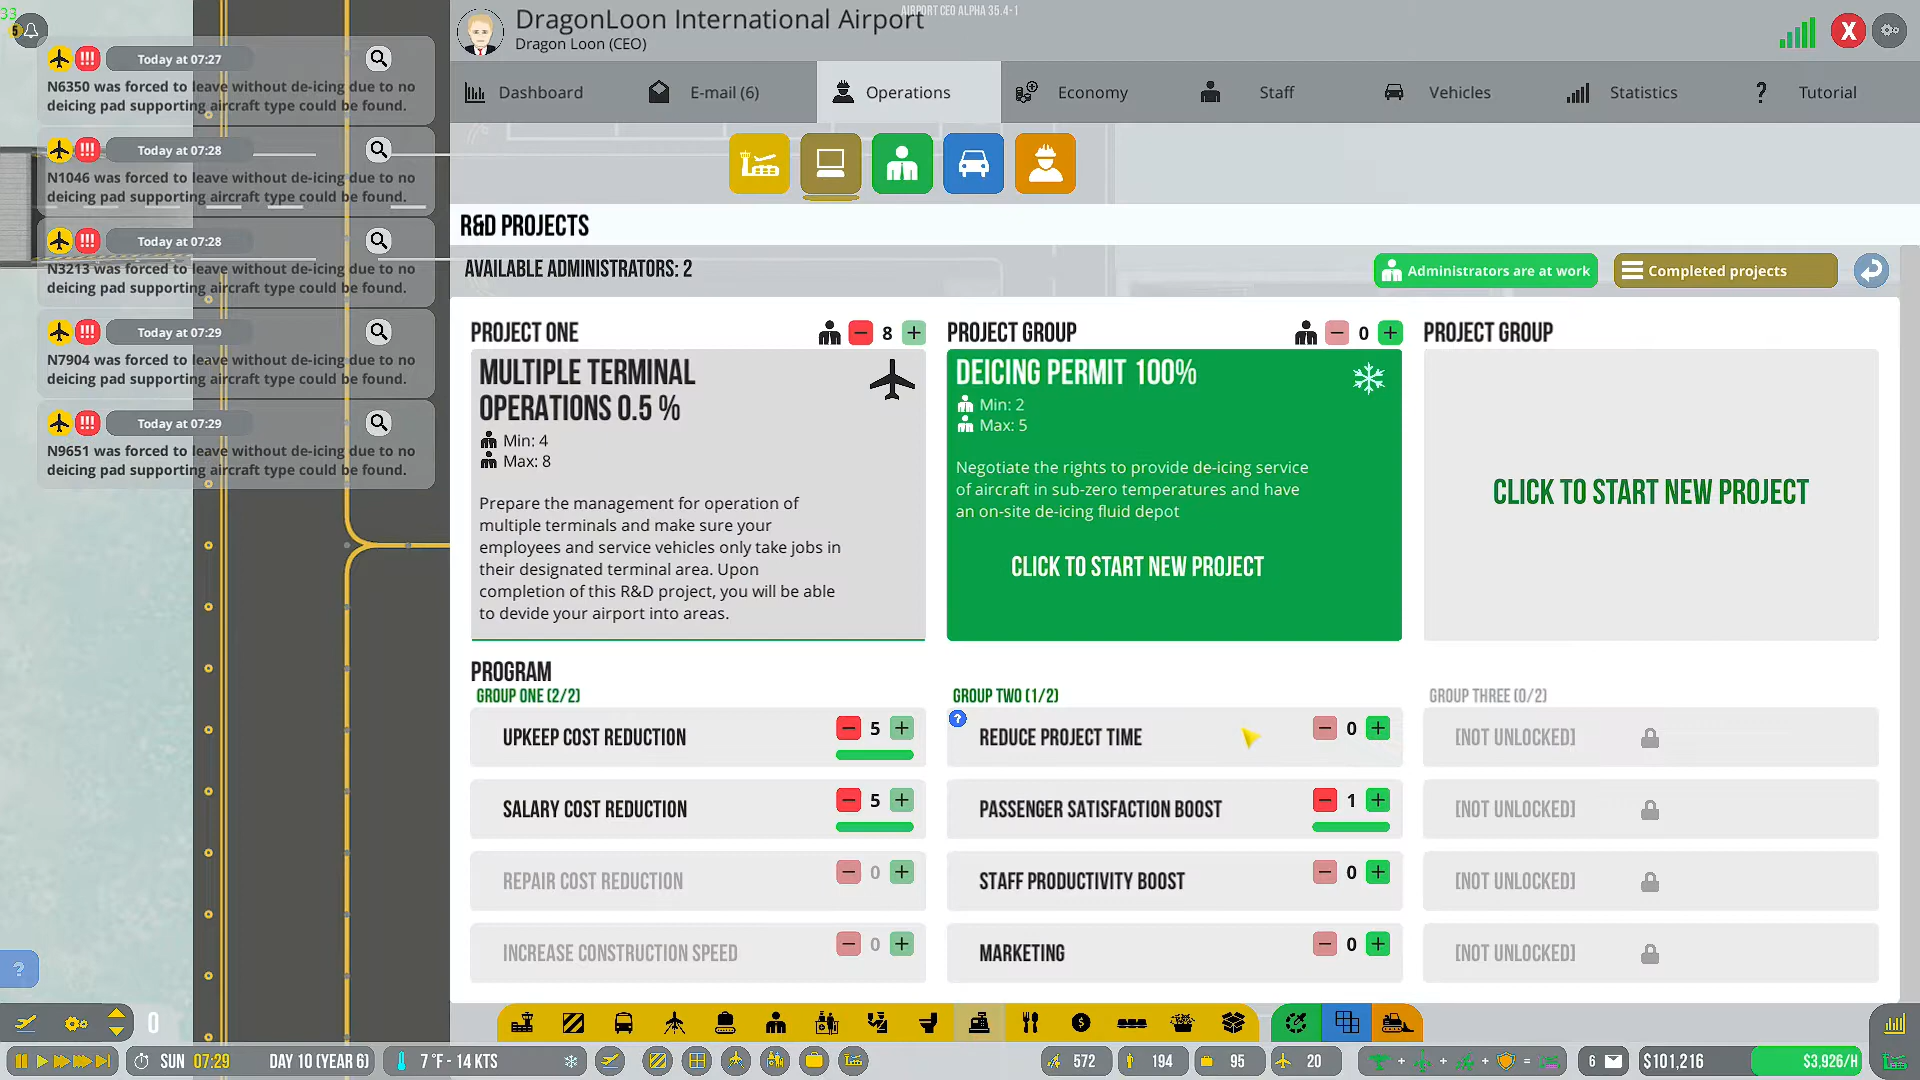 33
5
AIRPORT CEO ALPHA 35.4-1
DragonLoon International Airport
Dragon Loon (CEO)
X
Today at 07:27
N6350 was forced to leave without de-icing due to no
deicing pad supporting aircraft type could be found.
Today at 07:28
N1046 was forced to leave without de-icing due to no
deicing pad supporting aircraft type could be found.
Today at 07:28
N3213 was forced to leave without de-icing due to no
deicing pad supporting aircraft type could be found.
Today at 07:29
N7904 was forced to leave without de-icing due to no
deicing pad supporting aircraft type could be found.
Today at 07:29
N9651 was forced to leave without de-icing due to no
deicing pad supporting aircraft type could be found.
Dashboard
E-mail (6)
Operations
Economy
Staff
Vehicles
Statistics
? Tutorial
R&D PROJECTS
AVAILABLE ADMINISTRATORS: 2
Administrators are at work
Completed projects
PROJECT ONE
8
MULTIPLE TERMINAL
OPERATIONS 0.5 %
Min: 4
Max: 8
Prepare the management for operation of
multiple terminals and make sure your
employees and service vehicles only take jobs in
their designated terminal area. Upon
completion of this R&D project, you will be able
to devide your airport into areas.
PROJECT GROUP
0
DEICING PERMIT 100%
Min: 2
Max: 5
Negotiate the rights to provide de-icing service
of aircraft in sub-zero temperatures and have
an on-site de-icing fluid depot
CLICK TO START NEW PROJECT
PROJECT GROUP
CLICK TO START NEW PROJECT
PROGRAM
GROUP ONE (2/2)
UPKEEP COST REDUCTION
5
SALARY COST REDUCTION
5
REPAIR COST REDUCTION
0
INCREASE CONSTRUCTION SPEED
0
GROUP TWO (1/2)
?
REDUCE PROJECT TIME
0
PASSENGER SATISFACTION BOOST
1
STAFF PRODUCTIVITY BOOST
0
MARKETING
0
GROUP THREE (0/2)
[NOT UNLOCKED]
[NOT UNLOCKED]
[NOT UNLOCKED]
[NOT UNLOCKED]
?
0
SUN 07:29
DAY 10 (YEAR 6)
7 °F - 14 KTS
572
194
95
20
+ + + =
6
$101,216
$3,926/H